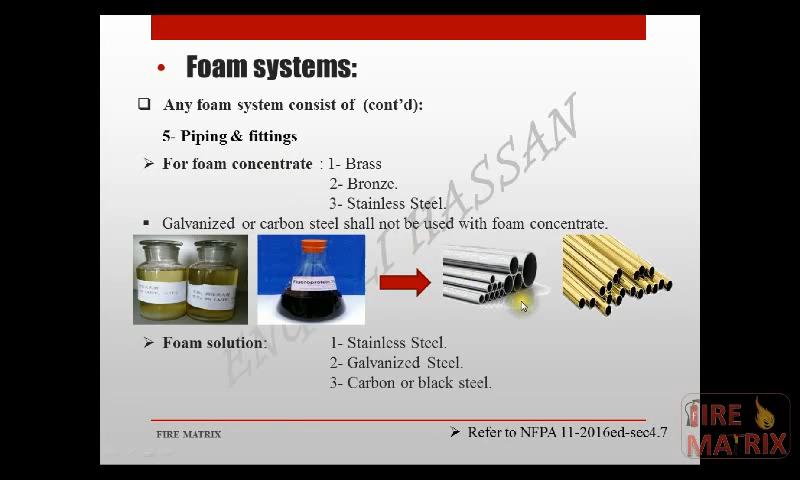 • Foam systems:
❑ Any foam system consist of (cont'd):
5- Piping & fittings
➢ For foam concentrate : 1- Brass
2- Bronze.
3- Stainless Steel.
▪ Galvanized or carbon steel shall not be used with foam concentrate.
Fluoroprotein
➢ Foam solution: 1- Stainless Steel.
2- Galvanized Steel.
3- Carbon or black steel.
HASSAN
FIRE MATRIX
➢ Refer to NFPA 11-2016ed-sec4.7
FIRE
MATRIX